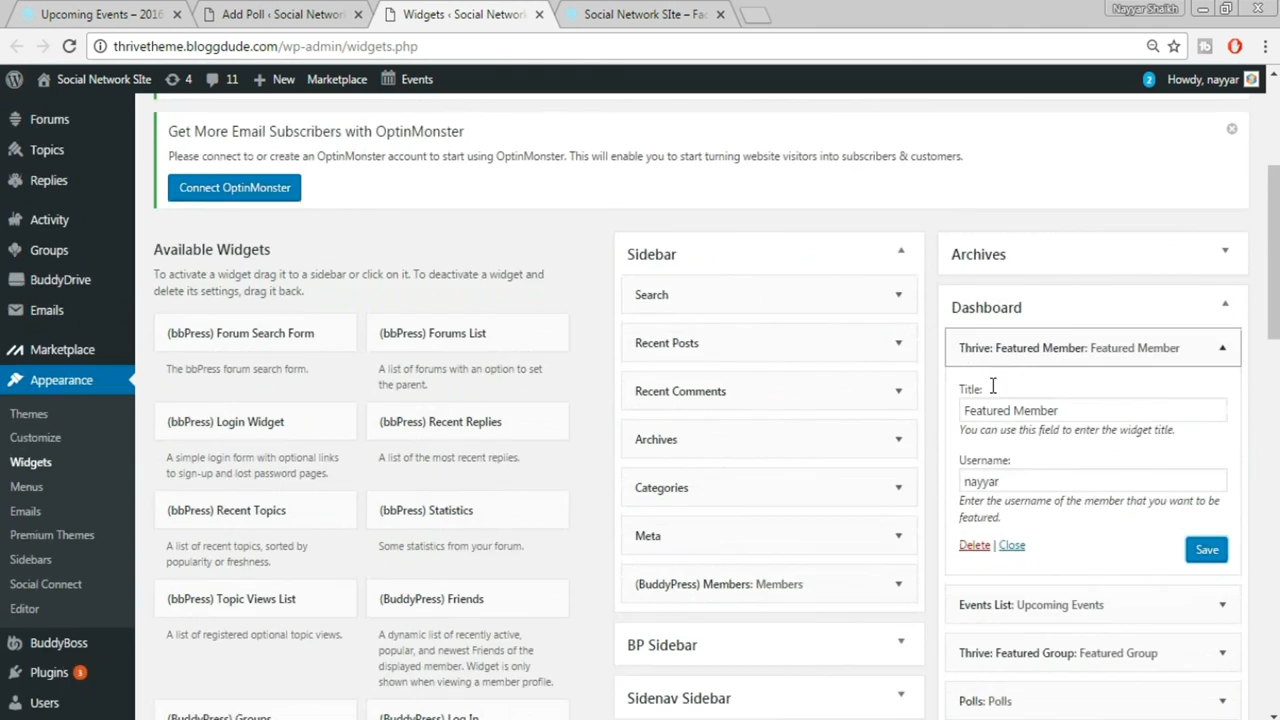 Upcoming Events – 2016
Add Poll ‹ Social Network
Widgets ‹ Social Network
Social Network SIte – Fac
Nayyar Shaikh
thrivetheme.bloggdude.com/wp-admin/widgets.php
Social Network SIte
4
11
New
Marketplace
Events
2
Howdy, nayyar
Forums
Topics
Replies
Activity
Groups
BuddyDrive
Emails
Marketplace
Appearance
Themes
Customize
Widgets
Menus
Emails
Premium Themes
Sidebars
Social Connect
Editor
BuddyBoss
Plugins 3
Users
Get More Email Subscribers with OptinMonster
Please connect to or create an OptinMonster account to start using OptinMonster. This will enable you to start turning website visitors into subscribers & customers.
Connect OptinMonster
Available Widgets
To activate a widget drag it to a sidebar or click on it. To deactivate a widget and
delete its settings, drag it back.
(bbPress) Forum Search Form
The bbPress forum search form.
(bbPress) Forums List
A list of forums with an option to set
the parent.
(bbPress) Login Widget
A simple login form with optional links
to sign-up and lost password pages.
(bbPress) Recent Replies
A list of the most recent replies.
(bbPress) Recent Topics
A list of recent topics, sorted by
popularity or freshness.
(bbPress) Statistics
Some statistics from your forum.
(bbPress) Topic Views List
A list of registered optional topic views.
(BuddyPress) Friends
A dynamic list of recently active,
popular, and newest Friends of the
displayed member. Widget is only
shown when viewing a member profile.
(BuddyPress) Groups
(BuddyPress) Log In
Sidebar
Search
Recent Posts
Recent Comments
Archives
Categories
Meta
(BuddyPress) Members: Members
BP Sidebar
Sidenav Sidebar
Archives
Dashboard
Thrive: Featured Member: Featured Member
Title:
Featured Member
You can use this field to enter the widget title.
Username:
nayyar
Enter the username of the member that you want to be
featured.
Delete | Close
Save
Events List: Upcoming Events
Thrive: Featured Group: Featured Group
Polls: Polls